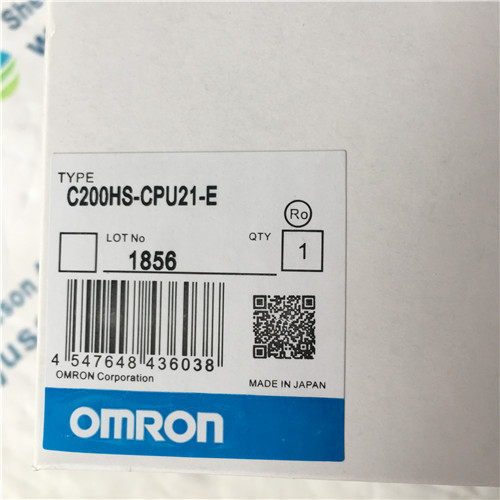 TYPE
C200HS-CPU21-E
Ro
LOT No 1856 QTY 1
4 547648 436038
OMRON Corporation
MADE IN JAPAN
OMRON